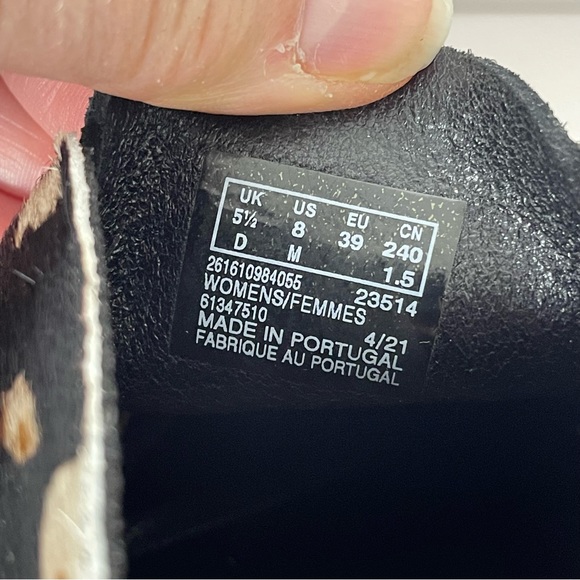 UK US EU CN
5½ 8 39 240
D M 1.5
261610984055 23514
WOMENS/FEMMES
61347510 4/21
MADE IN PORTUGAL
FABRIQUE AU PORTUGAL